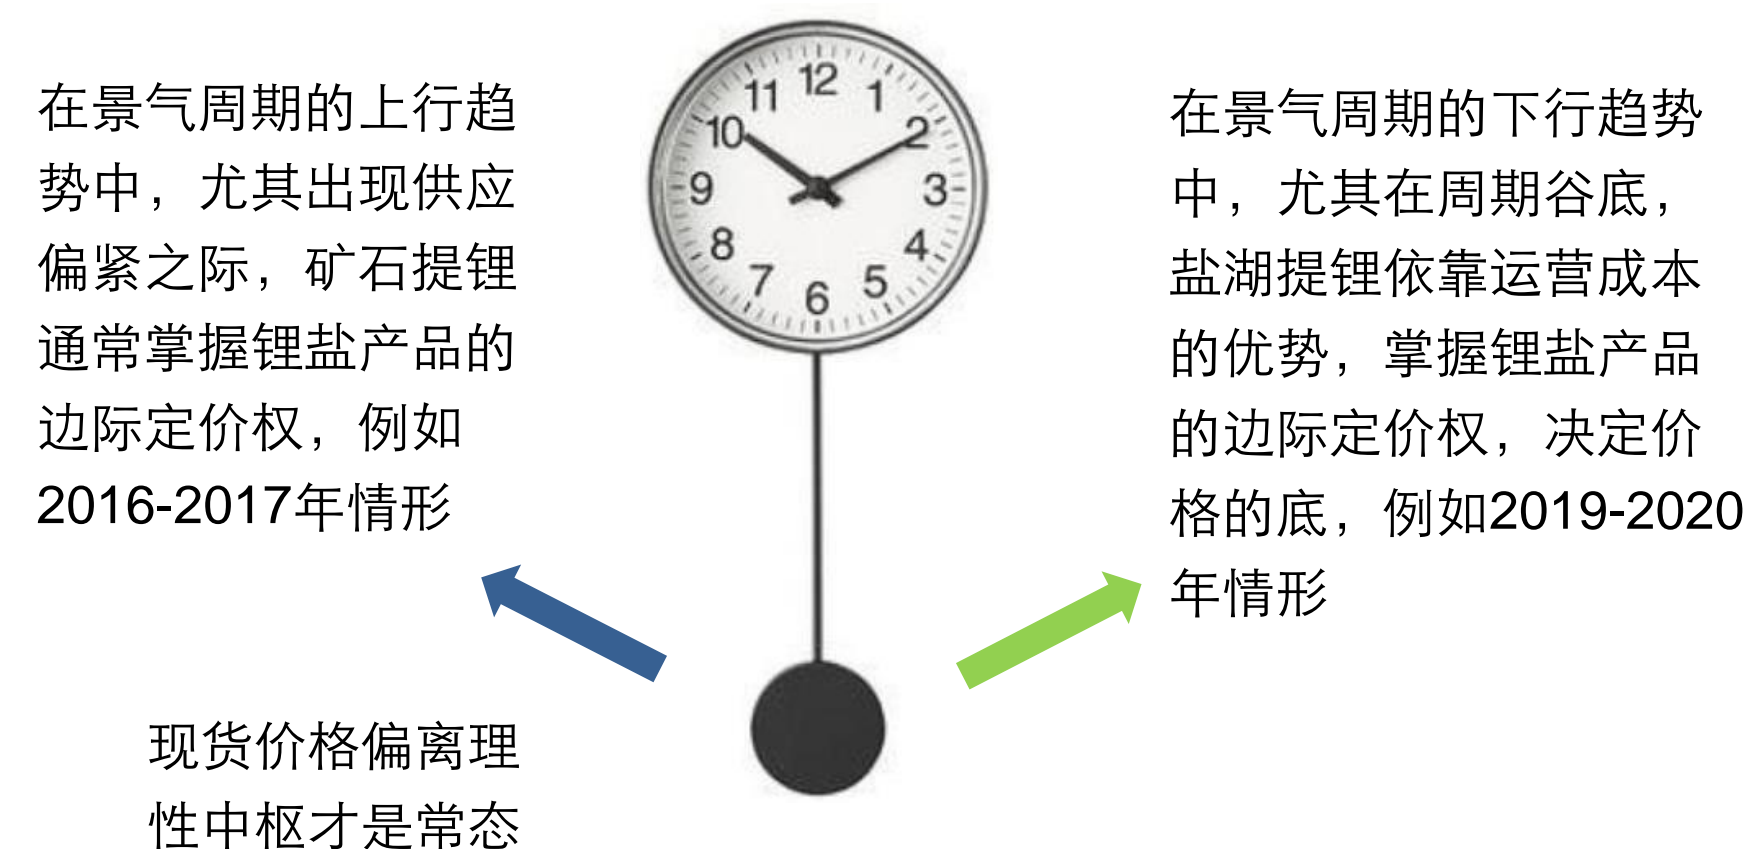 在景气周期的上行趋
势中，尤其出现供应
偏紧之际，矿石提锂
通常掌握锂盐产品的
边际定价权，例如
2016-2017年情形
12
1
2
3
4
5
6
7
8
9
10
11
在景气周期的下行趋势
中，尤其在周期谷底，
盐湖提锂依靠运营成本
的优势，掌握锂盐产品
的边际定价权，决定价
格的底，例如2019-2020
年情形
现货价格偏离理
性中枢才是常态